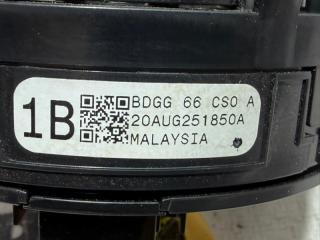 1B
BDGG 66 CS0 A
20AUG251850A
MALAYSIA